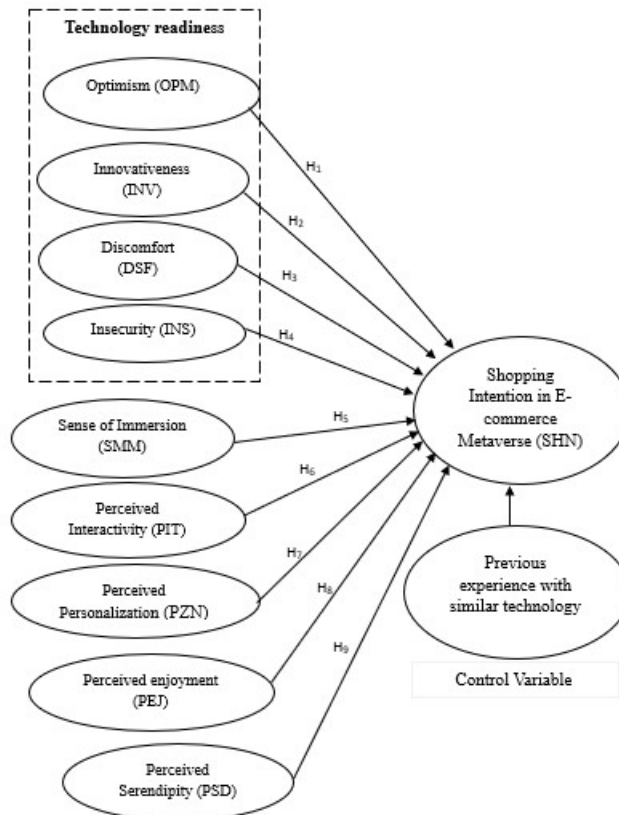 Technology readiness
Optimism (OPM)
H₁
Innovativeness
(INV)
H₂
Discomfort
(DSF)
H₃
Insecurity (INS)
H₄
Shopping
Intention in E-
commerce
Metaverse (SHN)
Sense of Immersion
(SMM)
H₅
Perceived
Interactivity (PIT)
H₆
Perceived
Personalization (PZN)
H₇
Perceived enjoyment
(PEJ)
H₈
Perceived
Serendipity (PSD)
H₉
Previous
experience with
similar technology
Control Variable